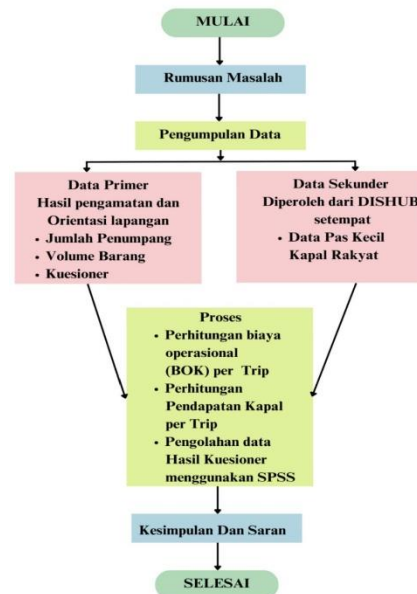 MULAI
Rumusan Masalah
Pengumpulan Data
Data Primer
Hasil pengamatan dan
Orientasi lapangan
• Jumlah Penumpang
• Volume Barang
• Kuesioner
Data Sekunder
Diperoleh dari DISHUB
setempat
• Data Pas Kecil
Kapal Rakyat
Proses
• Perhitungan biaya
operasional
(BOK) per Trip
• Perhitungan
Pendapatan Kapal
per Trip
• Pengolahan data
Hasil Kuesioner
menggunakan SPSS
Kesimpulan Dan Saran
SELESAI